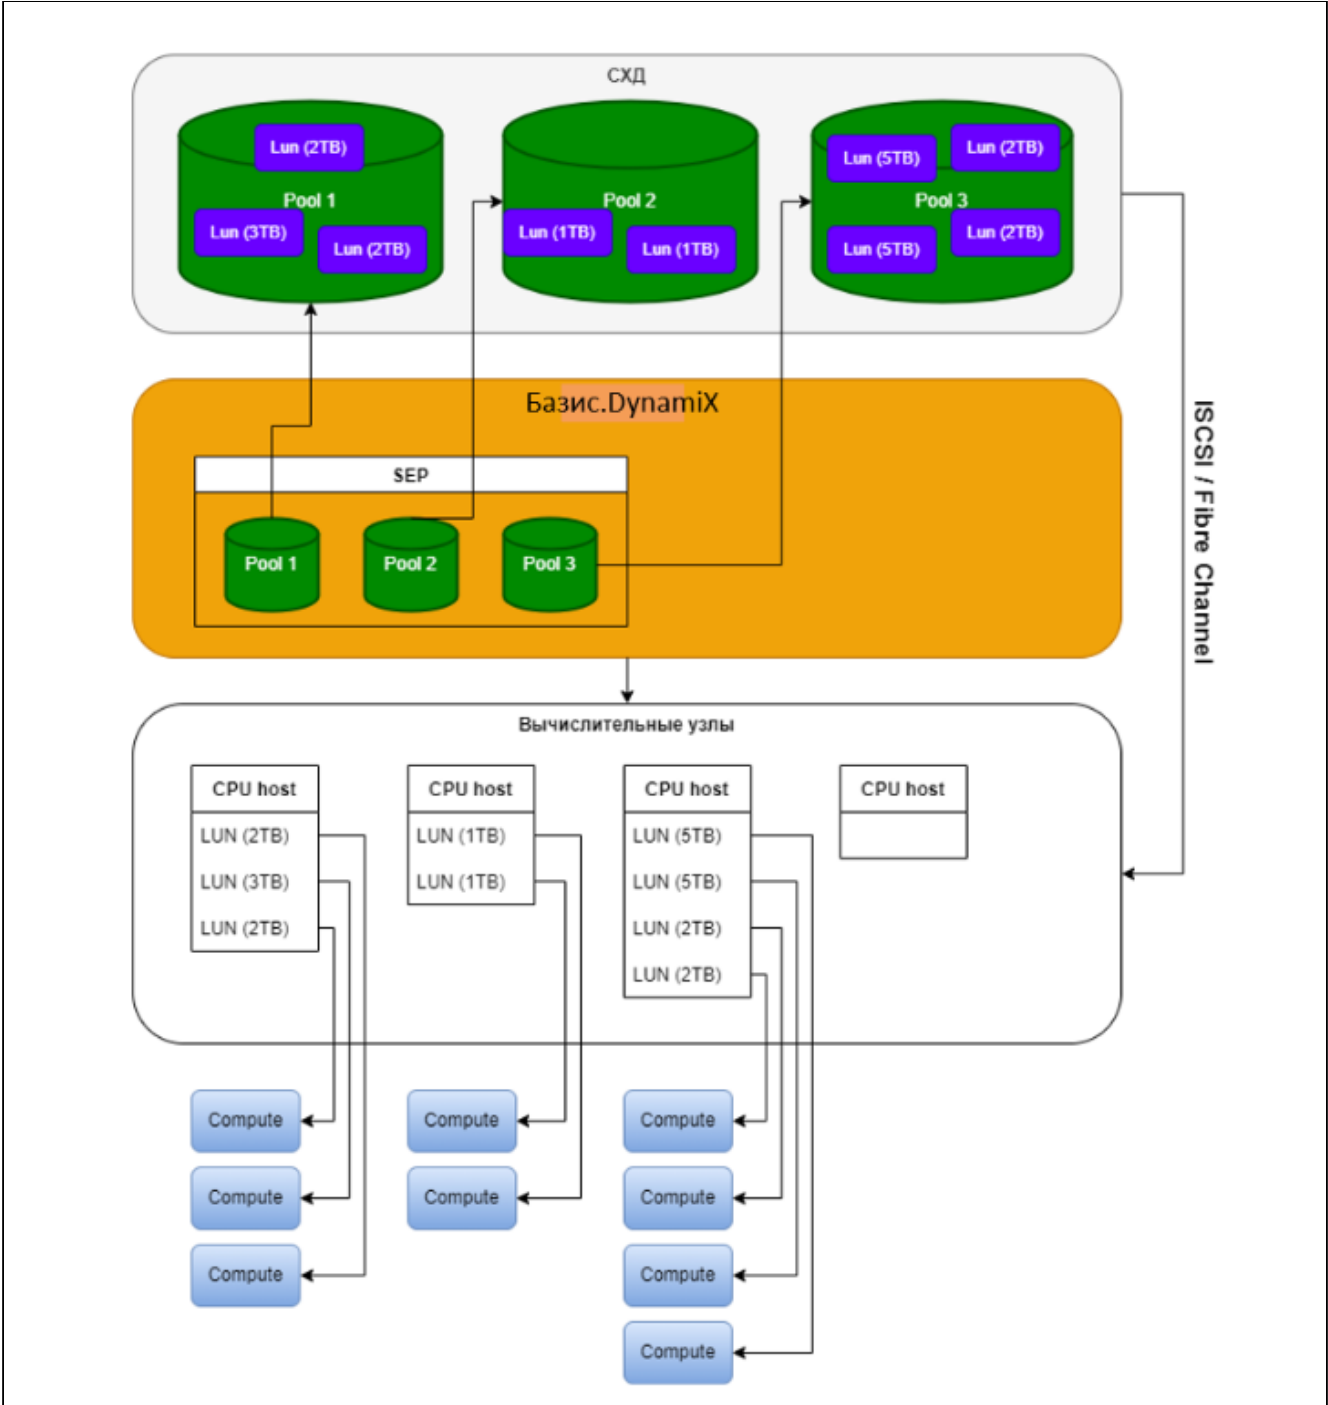 СХД
Lun (2TB)
Pool 1
Lun (3TB)
Lun (2TB)
Pool 2
Lun (1TB)
Lun (1TB)
Lun (5TB)
Lun (2TB)
Pool 3
Lun (5TB)
Lun (2TB)
ISCSI / Fibre Channel
Базис.DynamiX
SEP
Pool 1
Pool 2
Pool 3
Вычислительные узлы
CPU host
LUN (2TB)
LUN (3TB)
LUN (2TB)
CPU host
LUN (1TB)
LUN (1TB)
CPU host
LUN (5TB)
LUN (5TB)
LUN (2TB)
LUN (2TB)
CPU host
Compute
Compute
Compute
Compute
Compute
Compute
Compute
Compute
Compute